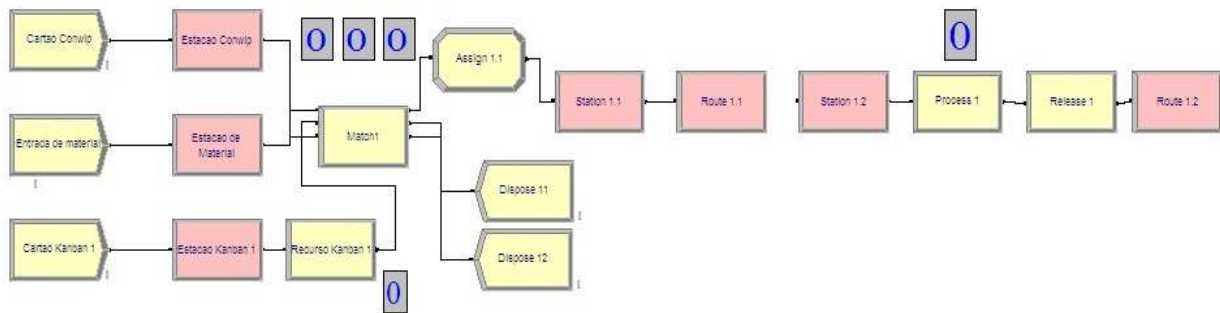 Cartao Conwip
Estacao Conwip
0 0 0
Assign 1.1
0
Station 1.1
Route 1.1
Station 1.2
Process 1
Release 1
Route 1.2
Entrada de material
Estacao de
Material
Match1
Dispose 11
Cartão Kanban 1
Estacao Kanban 1
Recurso Kanban 1
Dispose 12
0